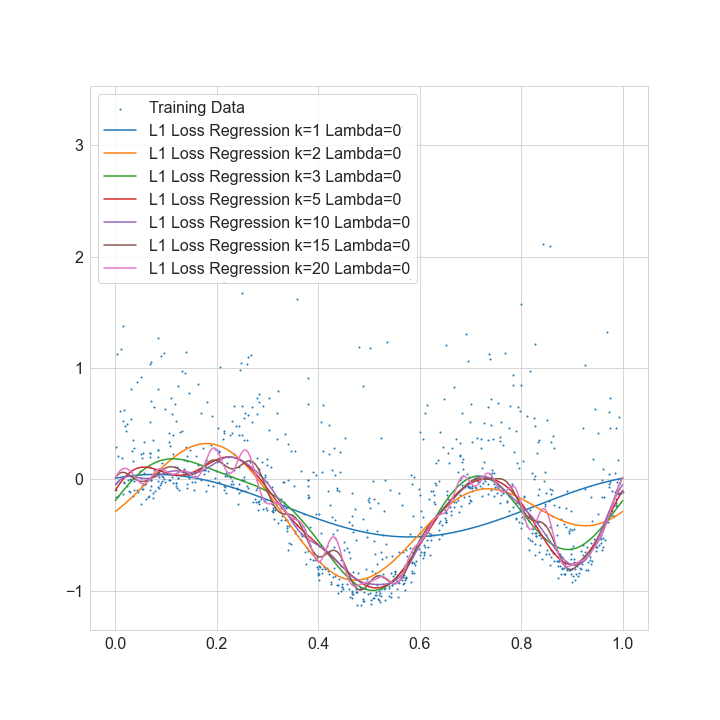 Training Data
L1 Loss Regression k=1 Lambda=0
L1 Loss Regression k=2 Lambda=0
L1 Loss Regression k=3 Lambda=0
L1 Loss Regression k=5 Lambda=0
L1 Loss Regression k=10 Lambda=0
L1 Loss Regression k=15 Lambda=0
L1 Loss Regression k=20 Lambda=0
3
2
1
0
−1
0.0 0.2 0.4 0.6 0.8 1.0